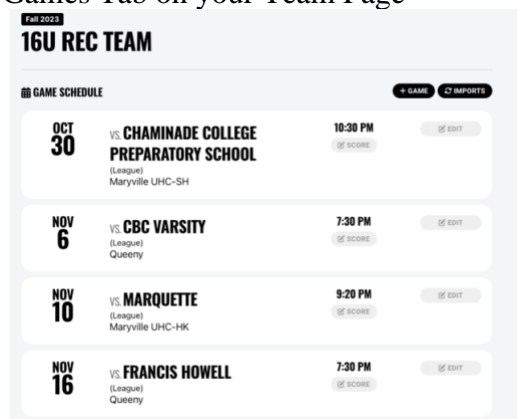 Games Tab on your Team Page
Fall 2023
16U REC TEAM
GAME SCHEDULE
+ GAME IMPORTS
OCT
30
VS. CHAMINADE COLLEGE
PREPARATORY SCHOOL
(League)
Maryville UHC-SH
10:30 PM
SCORE
EDIT
NOV
6
VS. CBC VARSITY
(League)
Queeny
7:30 PM
SCORE
EDIT
NOV
10
VS. MARQUETTE
(League)
Maryville UHC-HK
9:20 PM
SCORE
EDIT
NOV
16
VS. FRANCIS HOWELL
(League)
Queeny
7:30 PM
SCORE
EDIT